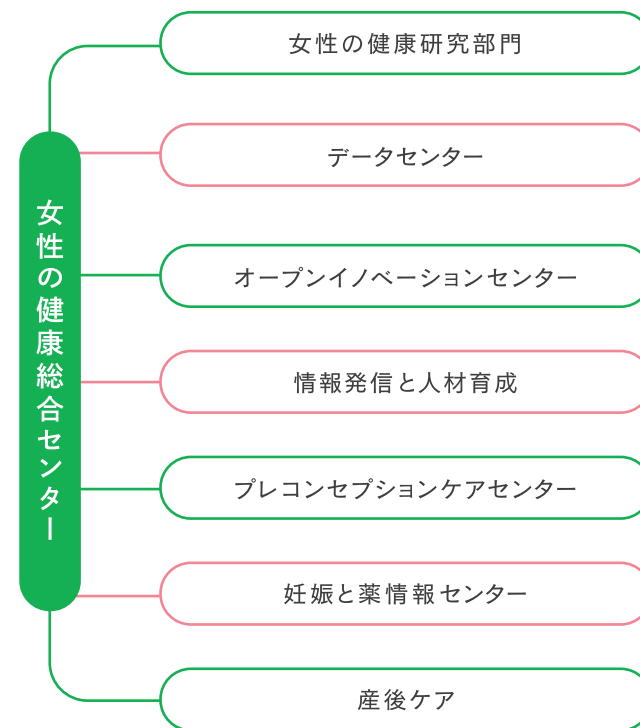 女性の健康総合センター
女性の健康研究部門
データセンター
オープンイノベーションセンター
情報発信と人材育成
プレコンセプションケアセンター
妊娠と薬情報センター
産後ケア